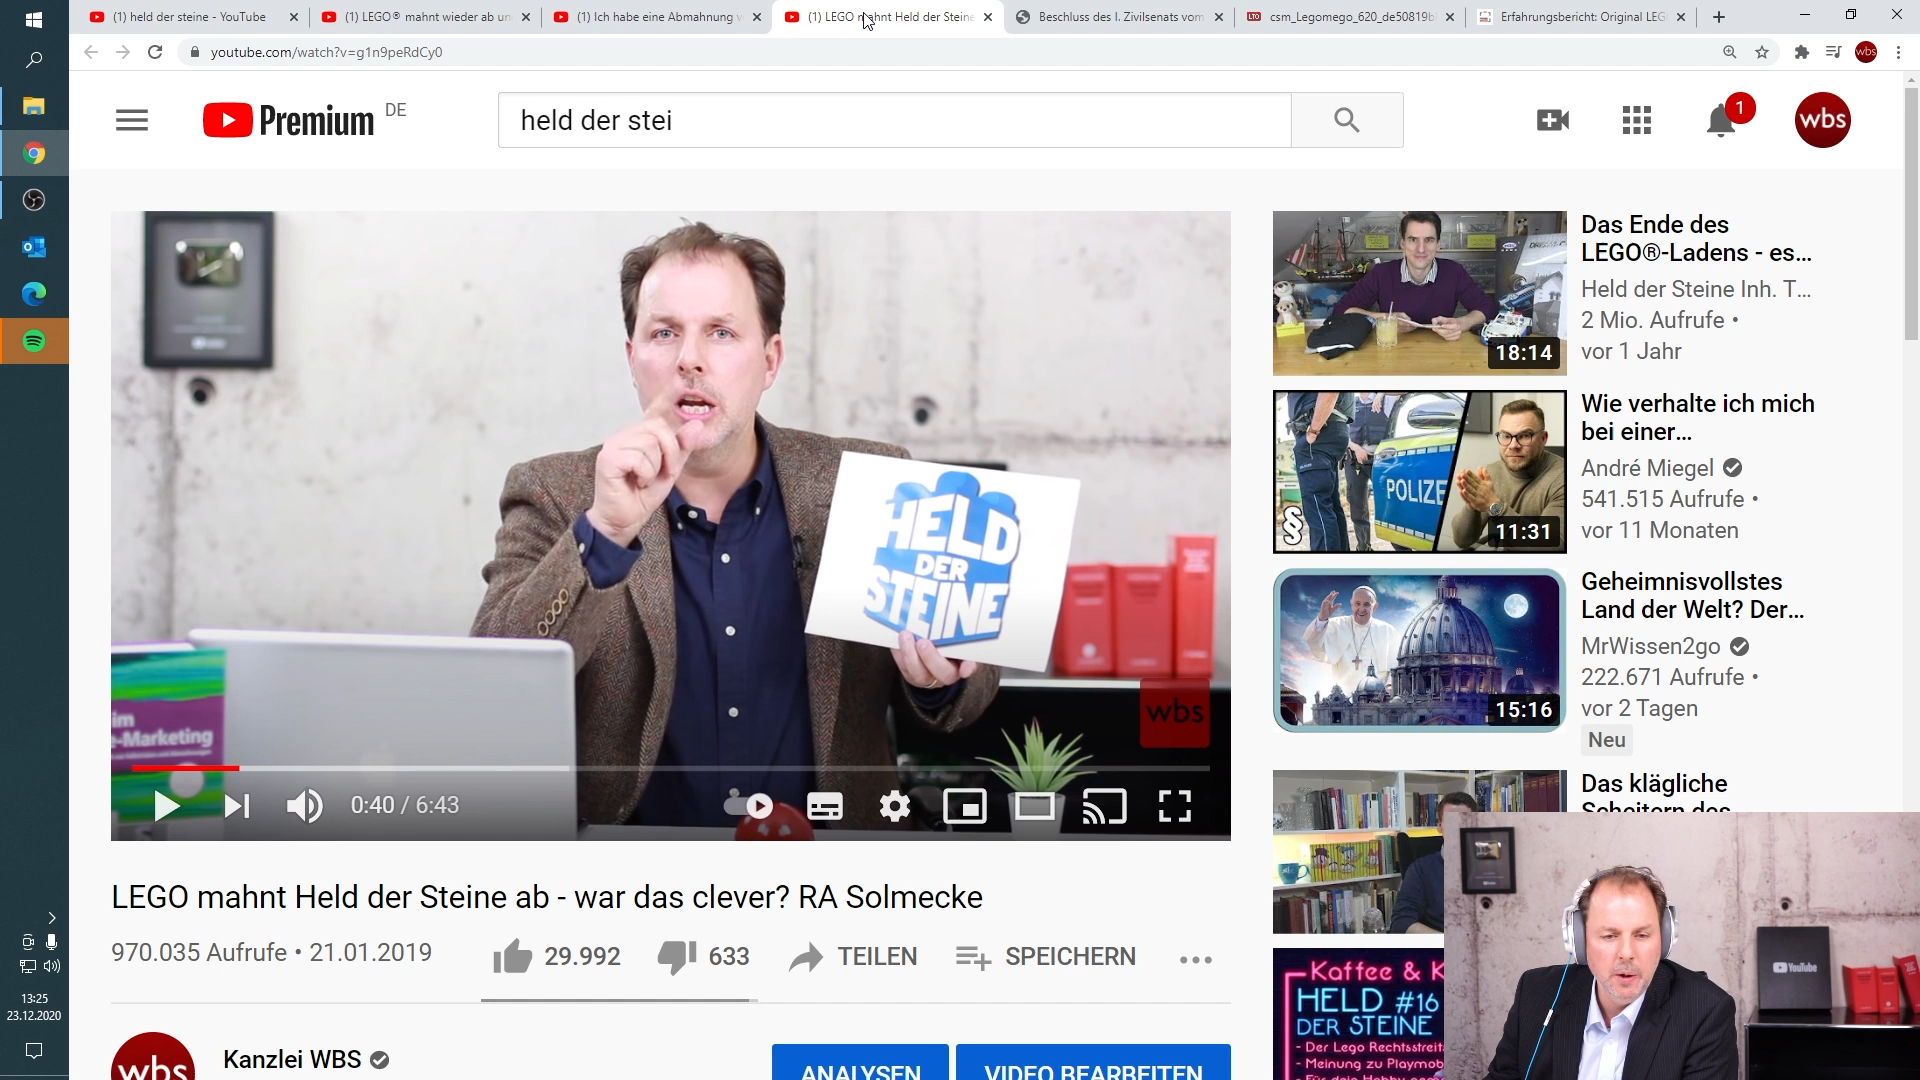 (1) held der steine - YouTube
(1) LEGO® mahnt wieder ab un
(1) Ich habe eine Abmahnung v
(1) LEGO mahnt Held der Steine
Beschluss des I. Zivilsenats vom
LTO
csm_Legomego_620_de50819b
Erfahrungsbericht: Original LEG
youtube.com/watch?v=g1n9peRdCy0
wbs
Premium
DE
held der stei
1
wbs
HELD
DER
STEINE
wbs
im
e-Marketing
0:40 / 6:43
Das Ende des
LEGO®-Ladens - es...
Held der Steine Inh. T...
2 Mio. Aufrufe •
vor 1 Jahr
18:14
Wie verhalte ich mich
bei einer...
André Miegel
541.515 Aufrufe •
vor 11 Monaten
POLIZE
§
11:31
Geheimnisvollstes
Land der Welt? Der...
MrWissen2go
222.671 Aufrufe •
vor 2 Tagen
Neu
15:16
Das klägliche
Scheitern des
LEGO mahnt Held der Steine ab - war das clever? RA Solmecke
970.035 Aufrufe • 21.01.2019
29.992
633
TEILEN
SPEICHERN
wbs
Kanzlei WBS
ANALYSEN
VIDEO BEARBEITEN
Kaffee & K
HELD #16
DER STEINE
- Der Lego Rechtsstreit
- Meinung zu Playmob
YouTube
13:25
23.12.2020